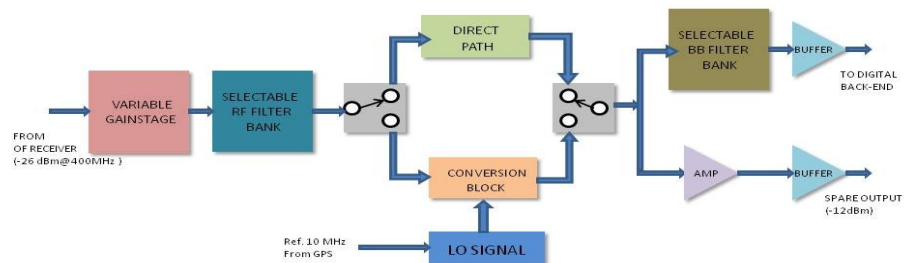 DIRECT
PATH
SELECTABLE
BB FILTER
BANK
BUFFER
TO DIGITAL
BACK-END
VARIABLE
GAINSTAGE
SELECTABLE
RF FILTER
BANK
FROM
OF RECEIVER
(-26 dBm@400MHz )
CONVERSION
BLOCK
AMP
BUFFER
SPARE OUTPUT
(-12dBm)
Ref. 10 MHz
From GPS
LO SIGNAL